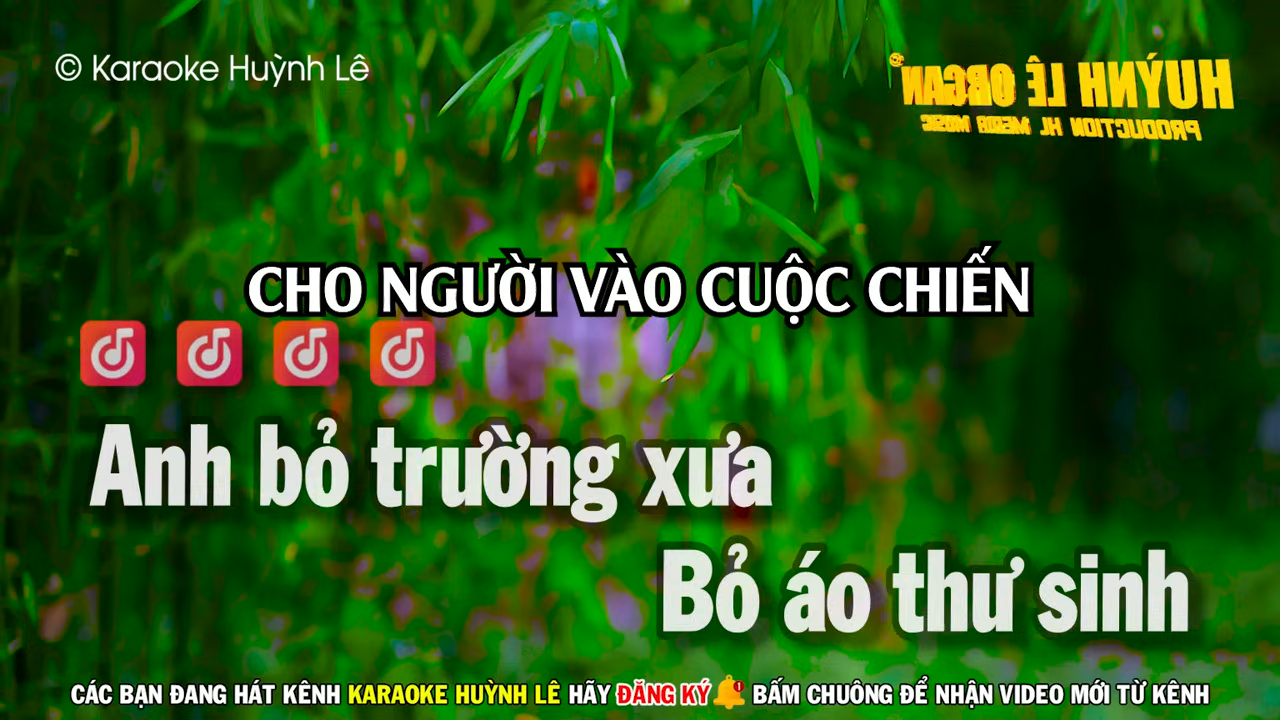 © Karaoke Huỳnh Lê
HUỲNH LÊ ORGAN
PRODUCTION HL MEDIA MUSIC
CHO NGƯỜI VÀO CUỘC CHIẾN
Anh bỏ trường xưa
Bỏ áo thư sinh
CÁC BẠN ĐANG HÁT KÊNH KARAOKE HUỲNH LÊ HÃY ĐĂNG KÝ BẤM CHUÔNG ĐỂ NHẬN VIDEO MỚI TỪ KÊNH